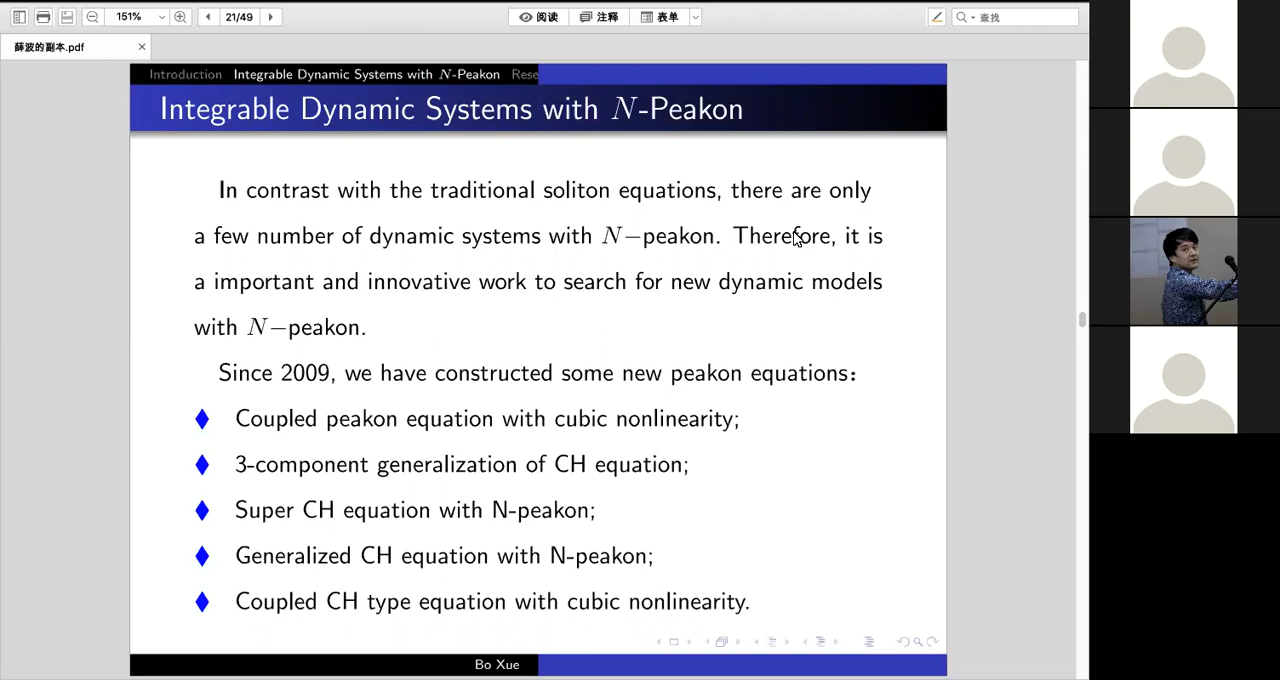 151%
21/49
阅读
注释
表单
查找
薛波的副本.pdf
Introduction Integrable Dynamic Systems with N-Peakon Rese
Integrable Dynamic Systems with N-Peakon
In contrast with the traditional soliton equations, there are only
a few number of dynamic systems with N−peakon. Therefore, it is
a important and innovative work to search for new dynamic models
with N−peakon.
Since 2009, we have constructed some new peakon equations:
Coupled peakon equation with cubic nonlinearity;
3-component generalization of CH equation;
Super CH equation with N-peakon;
Generalized CH equation with N-peakon;
Coupled CH type equation with cubic nonlinearity.
Bo Xue